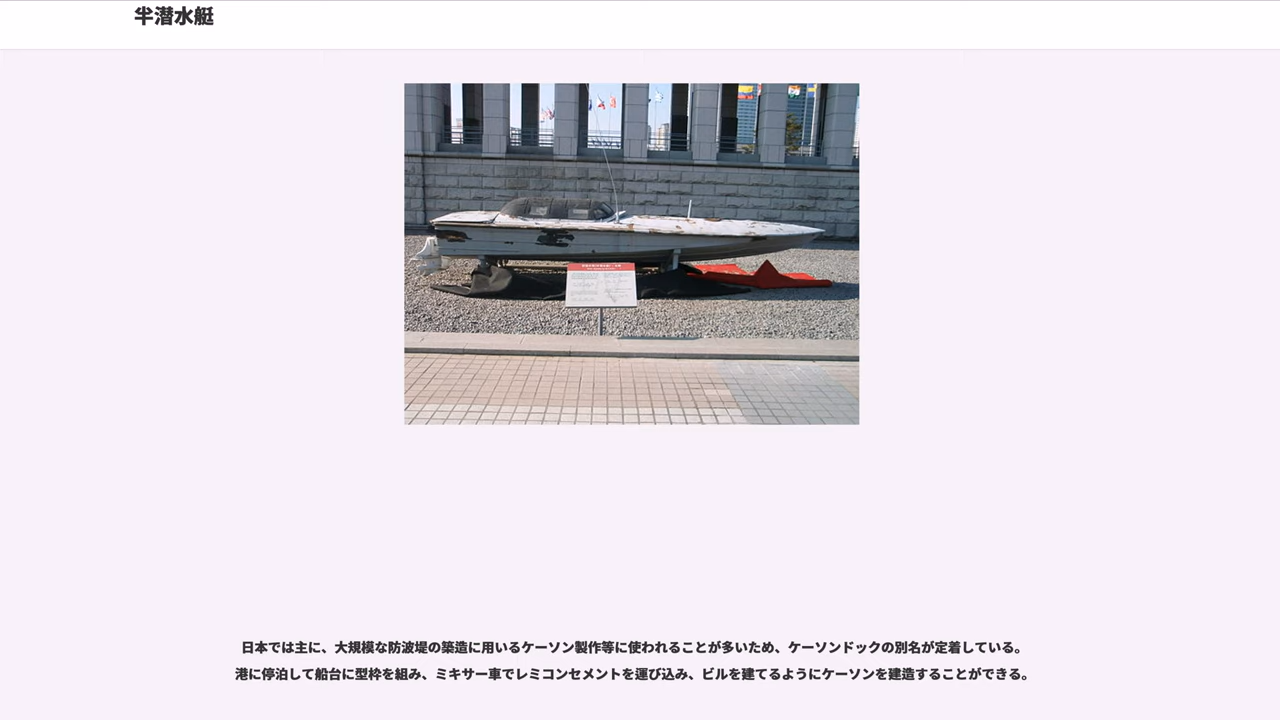 半潜水艇
日本では主に、大規模な防波堤の築造に用いるケーソン製作等に使われることが多いため、ケーソンドックの別名が定着している。
港に停泊して船台に型枠を組み、ミキサー車でレミコンセメントを運び込み、ビルを建てるようにケーソンを建造することができる。